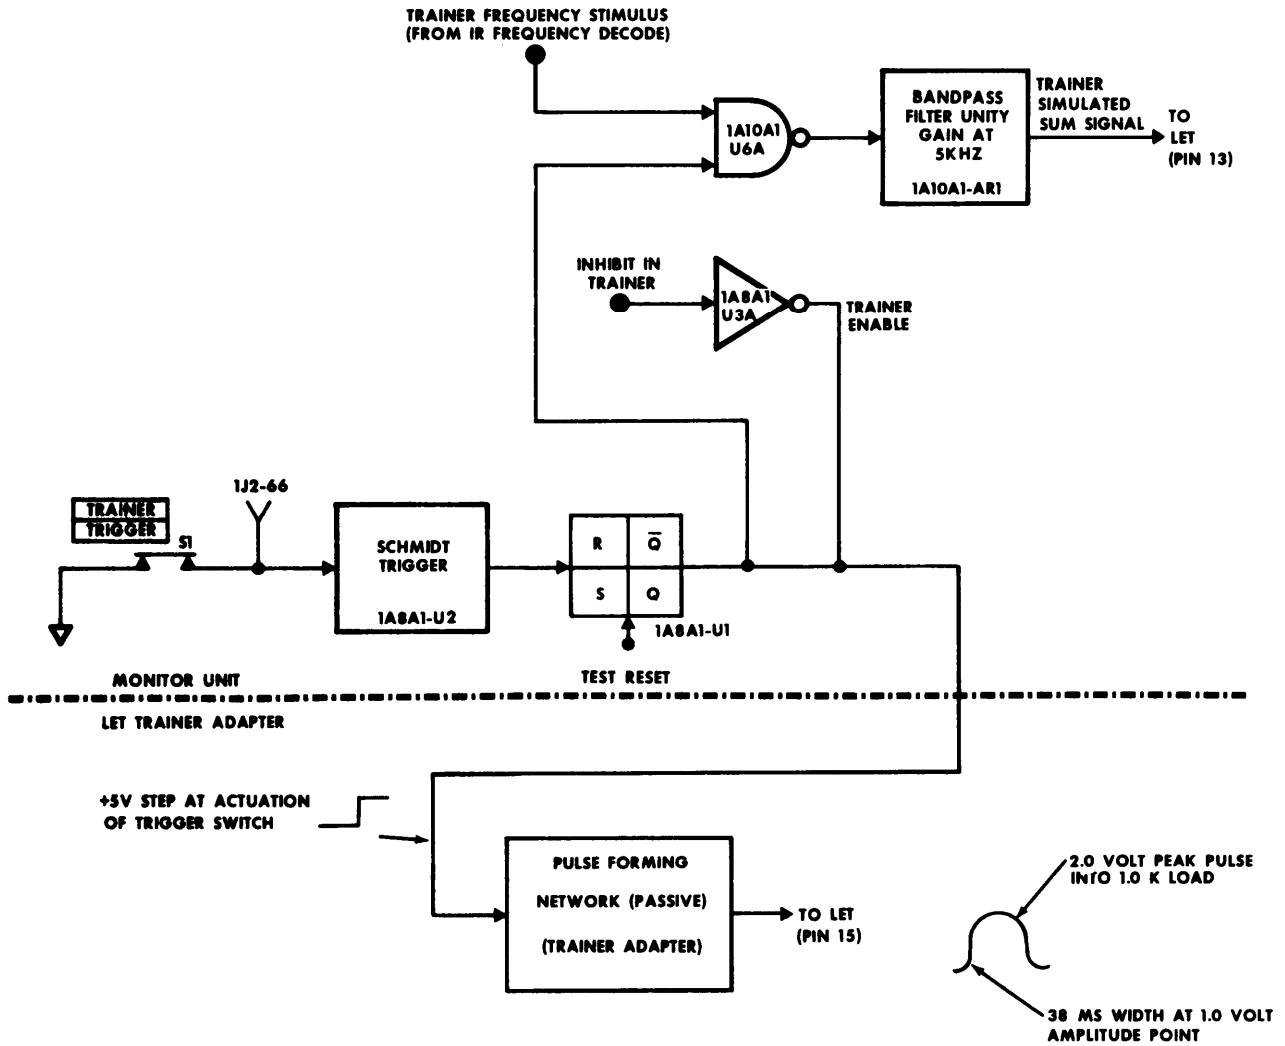 TRAINER FREQUENCY STIMULUS
(FROM IR FREQUENCY DECODE)
1A10A1
U6A
BANDPASS
FILTER UNITY
GAIN AT
5KHZ
1A10A1-AR1
TRAINER
SIMULATED
SUM SIGNAL
TO
LET
(PIN 13)
INHIBIT IN
TRAINER
1A8A1
U3A
TRAINER
ENABLE
1J2-66
TRAINER
TRIGGER
S1
SCHMIDT
TRIGGER
1A8A1-U2
R
Q̅
S
Q
1A8A1-U1
TEST RESET
MONITOR UNIT
LET TRAINER ADAPTER
+5V STEP AT ACTUATION
OF TRIGGER SWITCH
PULSE FORMING
NETWORK (PASSIVE)
(TRAINER ADAPTER)
TO LET
(PIN 15)
2.0 VOLT PEAK PULSE
INTO 1.0 K LOAD
38 MS WIDTH AT 1.0 VOLT
AMPLITUDE POINT